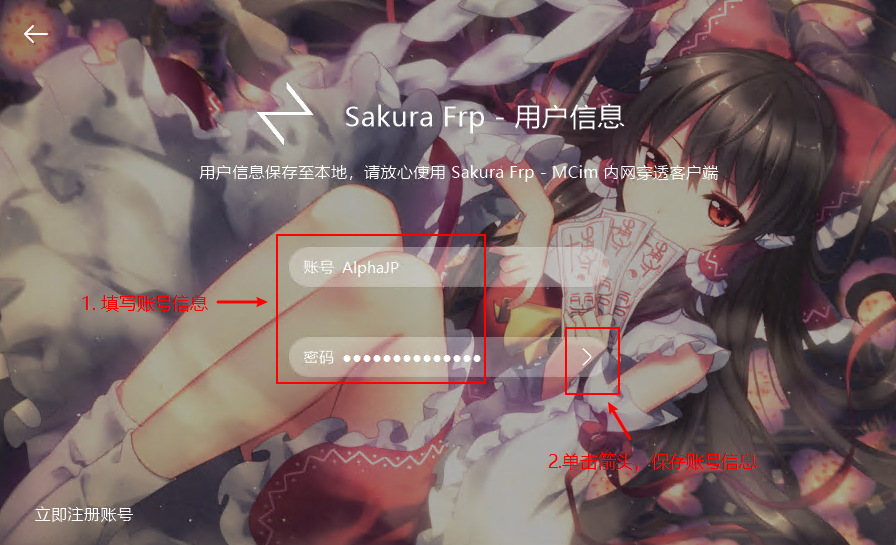 Sakura Frp - 用户信息
用户信息保存至本地，请放心使用 Sakura Frp - MCim 内网穿透客户端
账号 AlphaJP
1. 填写账号信息
密码 ●●●●●●●●●●●●●●
2.单击箭头，保存账号信息
立即注册账号